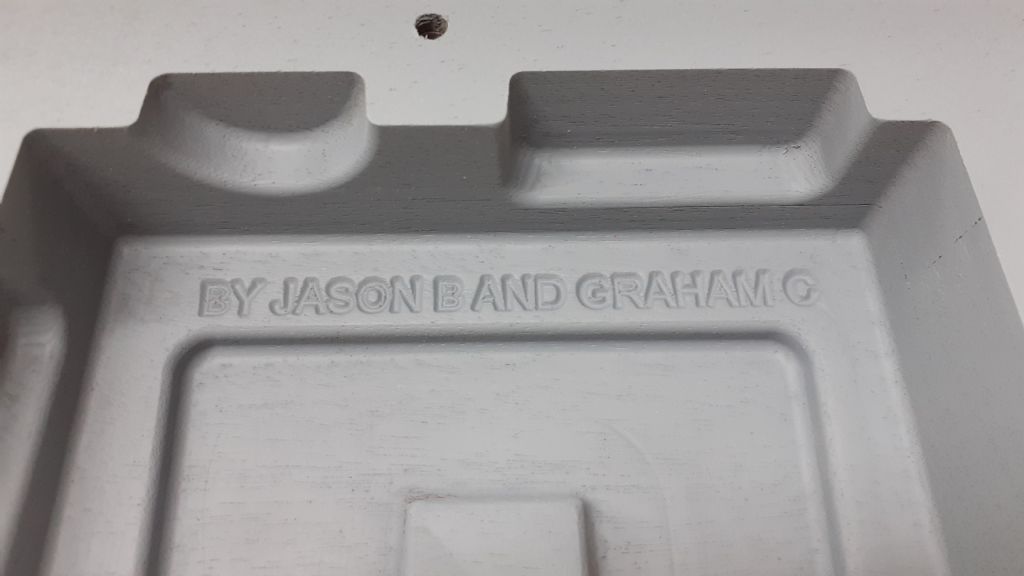 BY JASON B AND GRAHAM C